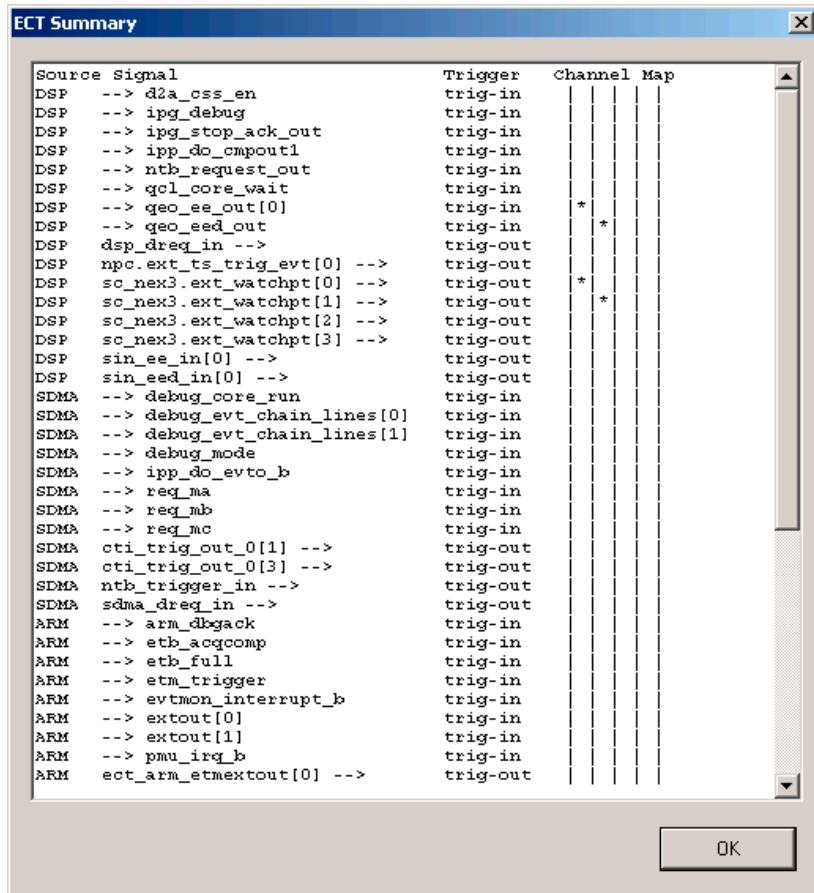 ECT Summary
Source Signal Trigger Channel Map
DSP --> d2a_css_en trig-in | | | | |
DSP --> ipg_debug trig-in | | | | |
DSP --> ipg_stop_ack_out trig-in | | | | |
DSP --> ipp_do_cmpout1 trig-in | | | | |
DSP --> ntb_request_out trig-in | | | | |
DSP --> qcl_core_wait trig-in | | | | |
DSP --> qeo_ee_out[0] trig-in |*| | | |
DSP --> qeo_eed_out trig-in | |*| | |
DSP dsp_dreq_in --> trig-out | | | | |
DSP npc.ext_ts_trig_evt[0] --> trig-out | | | | |
DSP sc_nex3.ext_watchpt[0] --> trig-out |*| | | |
DSP sc_nex3.ext_watchpt[1] --> trig-out | |*| | |
DSP sc_nex3.ext_watchpt[2] --> trig-out | | | | |
DSP sc_nex3.ext_watchpt[3] --> trig-out | | | | |
DSP sin_ee_in[0] --> trig-out | | | | |
DSP sin_eed_in[0] --> trig-out | | | | |
SDMA --> debug_core_run trig-in | | | | |
SDMA --> debug_evt_chain_lines[0] trig-in | | | | |
SDMA --> debug_evt_chain_lines[1] trig-in | | | | |
SDMA --> debug_mode trig-in | | | | |
SDMA --> ipp_do_evto_b trig-in | | | | |
SDMA --> req_ma trig-in | | | | |
SDMA --> req_mb trig-in | | | | |
SDMA --> req_mc trig-in | | | | |
SDMA cti_trig_out_0[1] --> trig-out | | | | |
SDMA cti_trig_out_0[3] --> trig-out | | | | |
SDMA ntb_trigger_in --> trig-out | | | | |
SDMA sdma_dreq_in --> trig-out | | | | |
ARM --> arm_dbgack trig-in | | | | |
ARM --> etb_acqcomp trig-in | | | | |
ARM --> etb_full trig-in | | | | |
ARM --> etm_trigger trig-in | | | | |
ARM --> evtmon_interrupt_b trig-in | | | | |
ARM --> extout[0] trig-in | | | | |
ARM --> extout[1] trig-in | | | | |
ARM --> pmu_irq_b trig-in | | | | |
ARM ect_arm_etmextout[0] --> trig-out | | | | |
OK